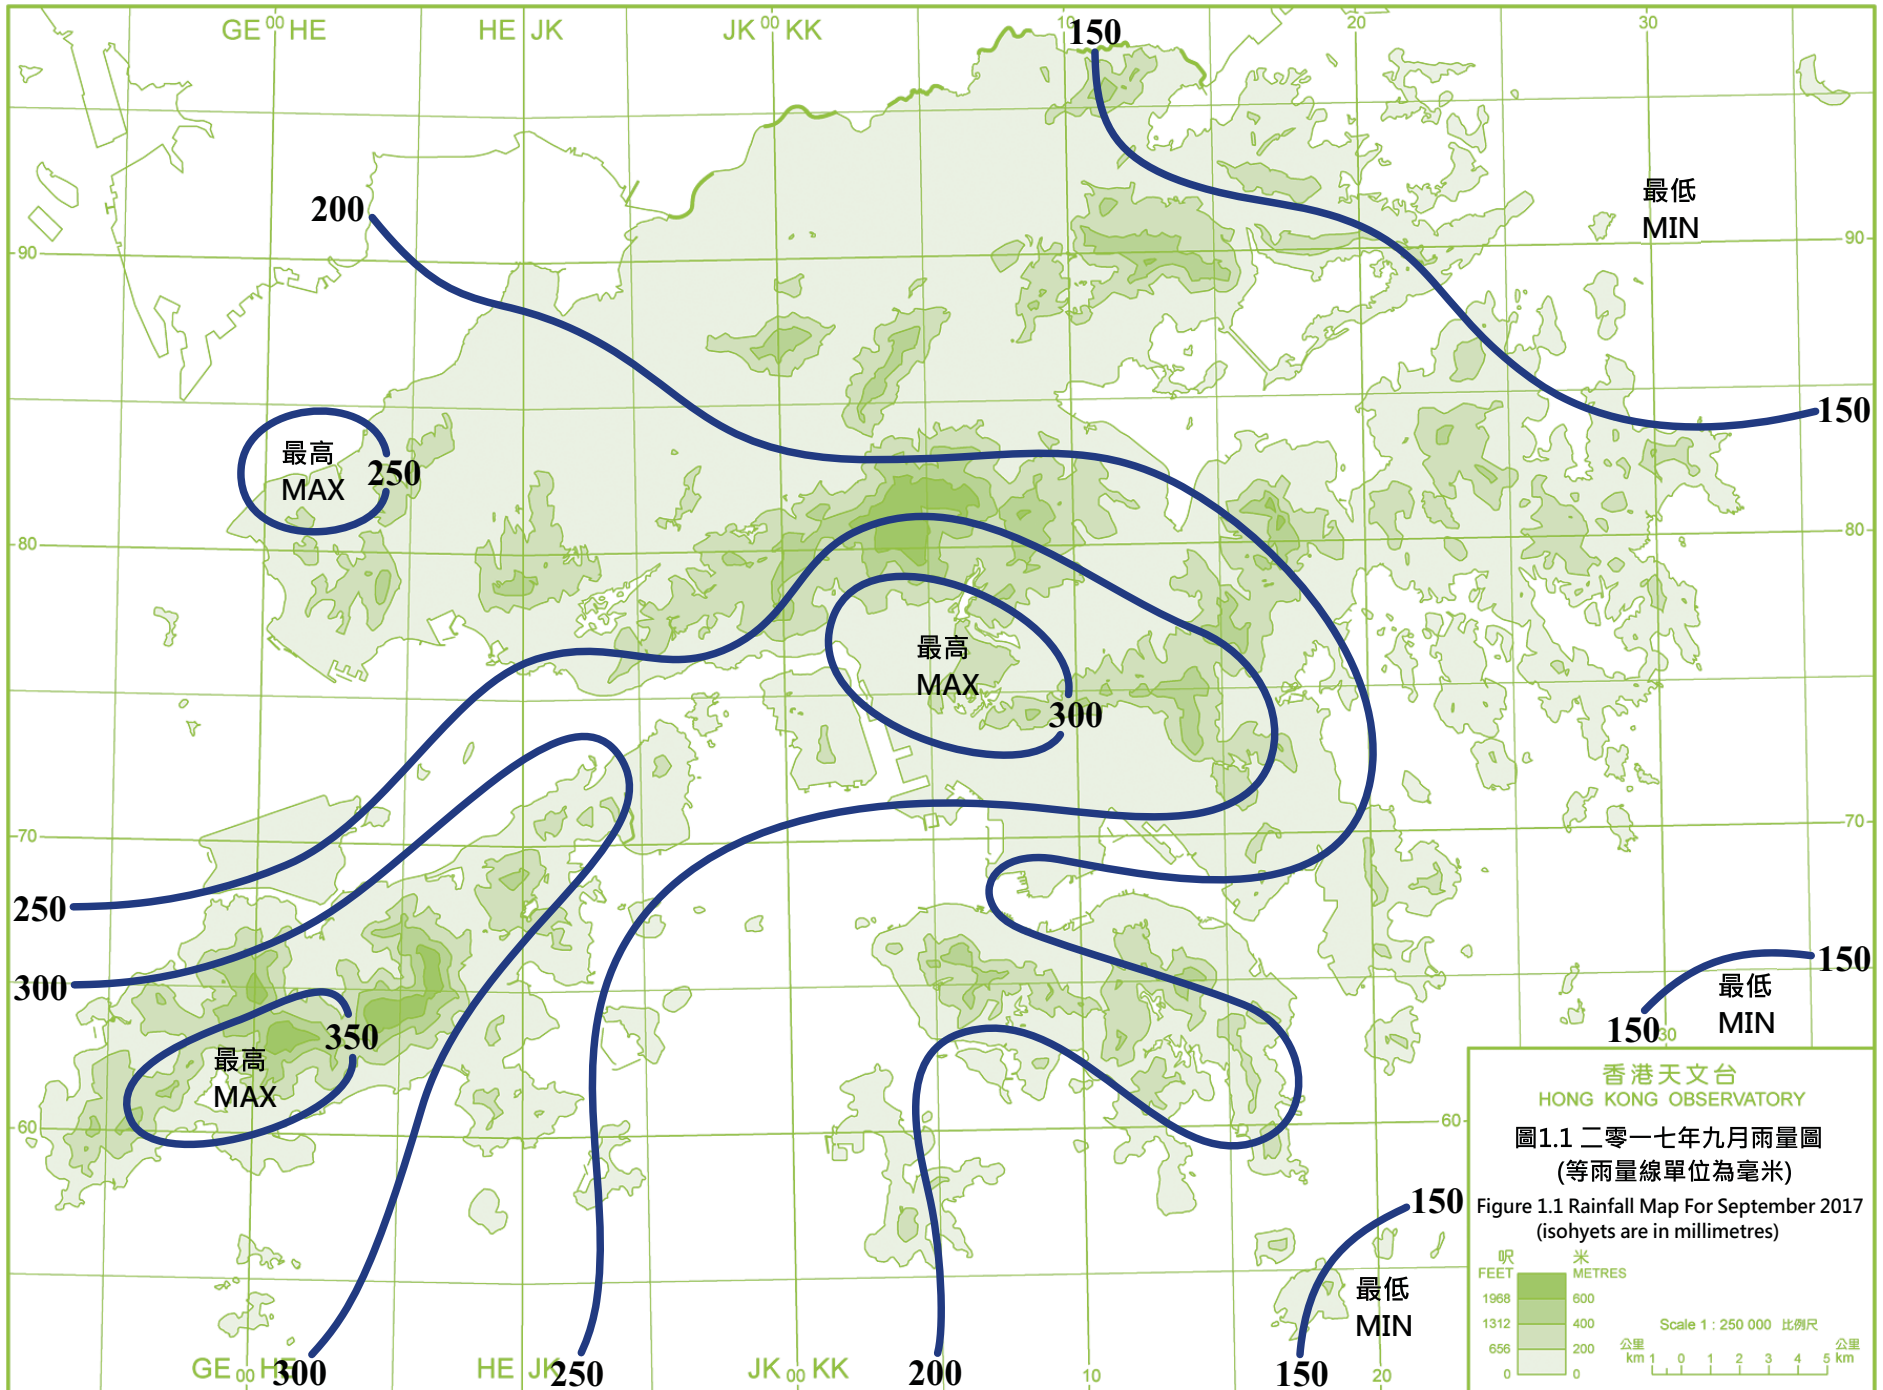 GE 00 HE
HE JK
JK 00 KK
10
20
30
150
最低
MIN
200
90
90
150
最高
MAX
250
80
80
最高
MAX
300
70
70
250
300
150
最低
MIN
150
30
350
最高
MAX
60
60
150
最低
MIN
香港天文台
HONG KONG OBSERVATORY
圖1.1 二零一七年九月雨量圖
(等雨量線單位為毫米)
Figure 1.1 Rainfall Map For September 2017
(isohyets are in millimetres)
呎 米
FEET METRES
1968 600
1312 400
656 200
0 0
Scale 1 : 250 000 比例尺
公里 公里
km 1 0 1 2 3 4 5 km
GE 00 HE
300
HE JK
250
JK 00 KK
200
10
150
20